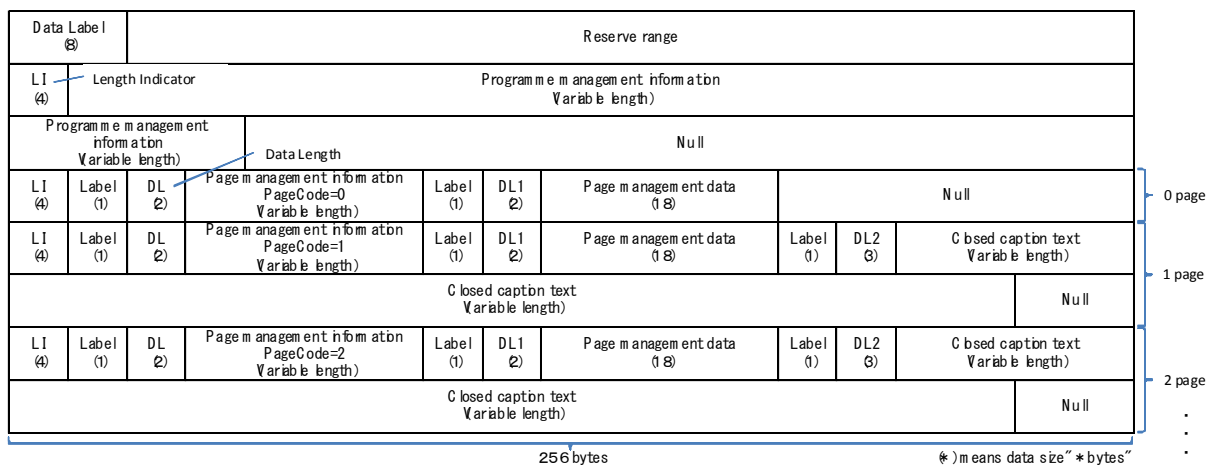 Data Label
(8)
Reserve range
LI
(4)
Length Indicator
Programme management information
(Variable length)
Programme management
information
(Variable length)
Null
Data Length
LI
(4)
Label
(1)
DL
(2)
Page management information
PageCode=0
(Variable length)
Label
(1)
DL1
(2)
Page management data
(18)
Null
0 page
LI
(4)
Label
(1)
DL
(2)
Page management information
PageCode=1
(Variable length)
Label
(1)
DL1
(2)
Page management data
(18)
Label
(1)
DL2
(3)
Closed caption text
(Variable length)
1 page
Closed caption text
(Variable length)
Null
LI
(4)
Label
(1)
DL
(2)
Page management information
PageCode=2
(Variable length)
Label
(1)
DL1
(2)
Page management data
(18)
Label
(1)
DL2
(3)
Closed caption text
(Variable length)
2 page
Closed caption text
(Variable length)
Null
256 bytes
(*) means data size"*bytes"